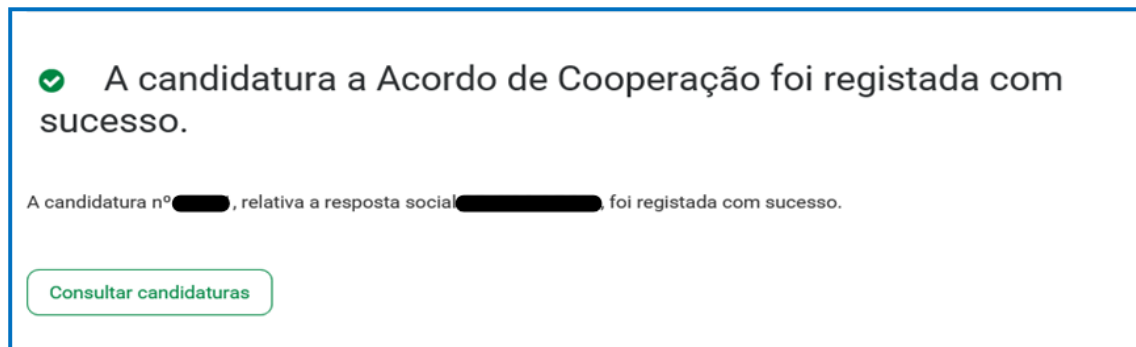 A candidatura a Acordo de Cooperação foi registada com
sucesso.
A candidatura nº , relativa a resposta social , foi registada com sucesso.
Consultar candidaturas